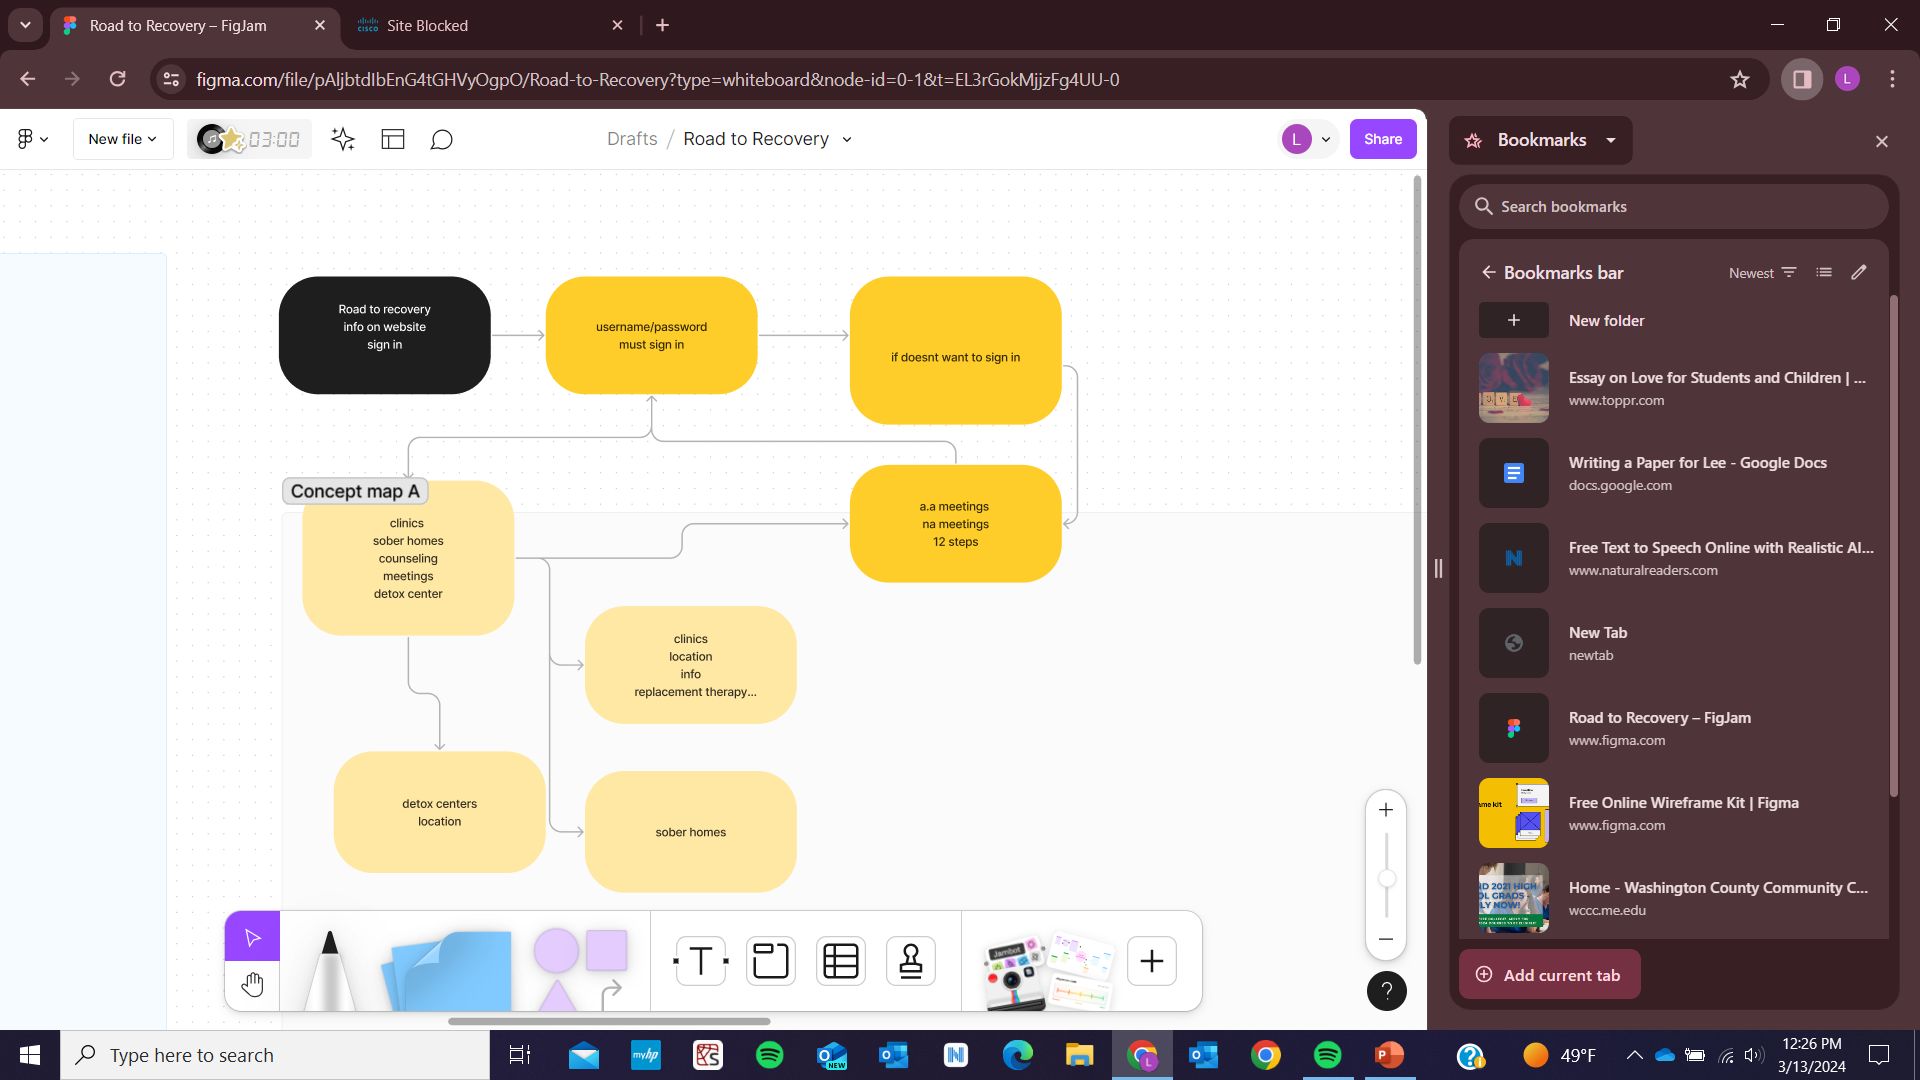 Road to Recovery – FigJam
Site Blocked
figma.com/file/pAljbtdIbEnG4tGHVyOgpO/Road-to-Recovery?type=whiteboard&node-id=0-1&t=EL3rGokMjjzFg4UU-0
L
New file
03:00
Drafts / Road to Recovery
L
Share
Bookmarks
Search bookmarks
Bookmarks bar
Newest
New folder
Essay on Love for Students and Children | ...
www.toppr.com
Writing a Paper for Lee - Google Docs
docs.google.com
Free Text to Speech Online with Realistic AI...
www.naturalreaders.com
New Tab
newtab
Road to Recovery – FigJam
www.figma.com
Free Online Wireframe Kit | Figma
www.figma.com
Home - Washington County Community C...
wccc.me.edu
Add current tab
Road to recovery
info on website
sign in
username/password
must sign in
if doesnt want to sign in
Concept map A
clinics
sober homes
counseling
meetings
detox center
a.a meetings
na meetings
12 steps
clinics
location
info
replacement therapy...
detox centers
location
sober homes
Jambot
T
?
Type here to search
49°F
12:26 PM
3/13/2024